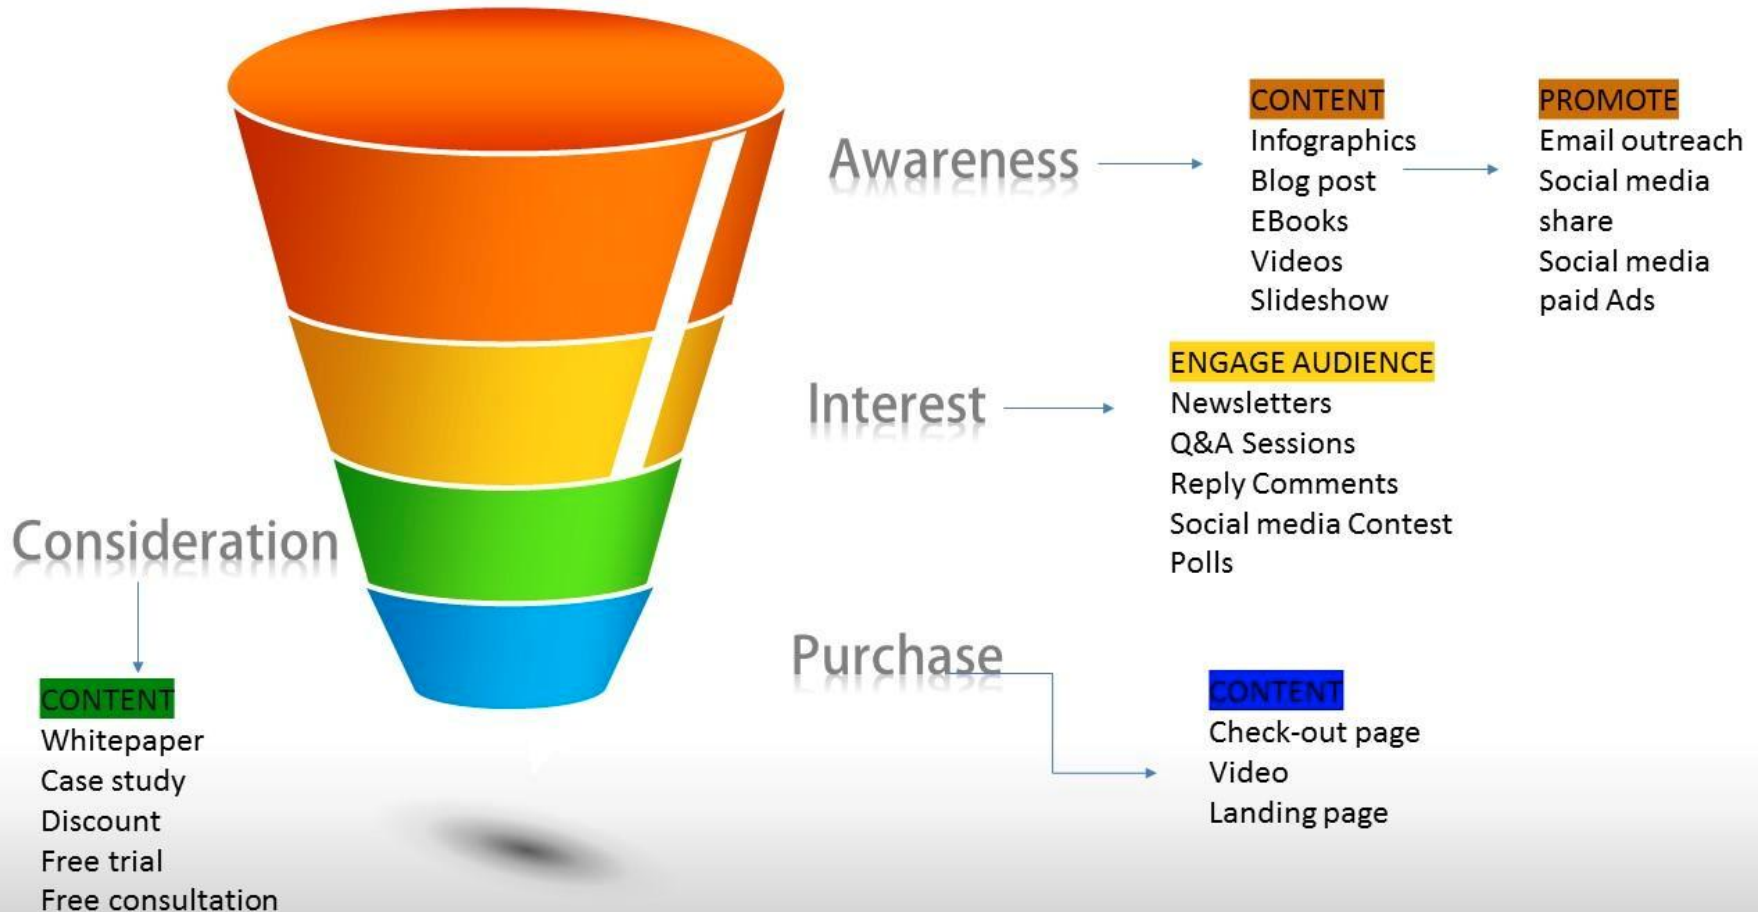 Awareness
CONTENT
Infographics
Blog post
EBooks
Videos
Slideshow
PROMOTE
Email outreach
Social media
share
Social media
paid Ads
Interest
ENGAGE AUDIENCE
Newsletters
Q&A Sessions
Reply Comments
Social media Contest
Polls
Consideration
CONTENT
Whitepaper
Case study
Discount
Free trial
Free consultation
Purchase
CONTENT
Check-out page
Video
Landing page